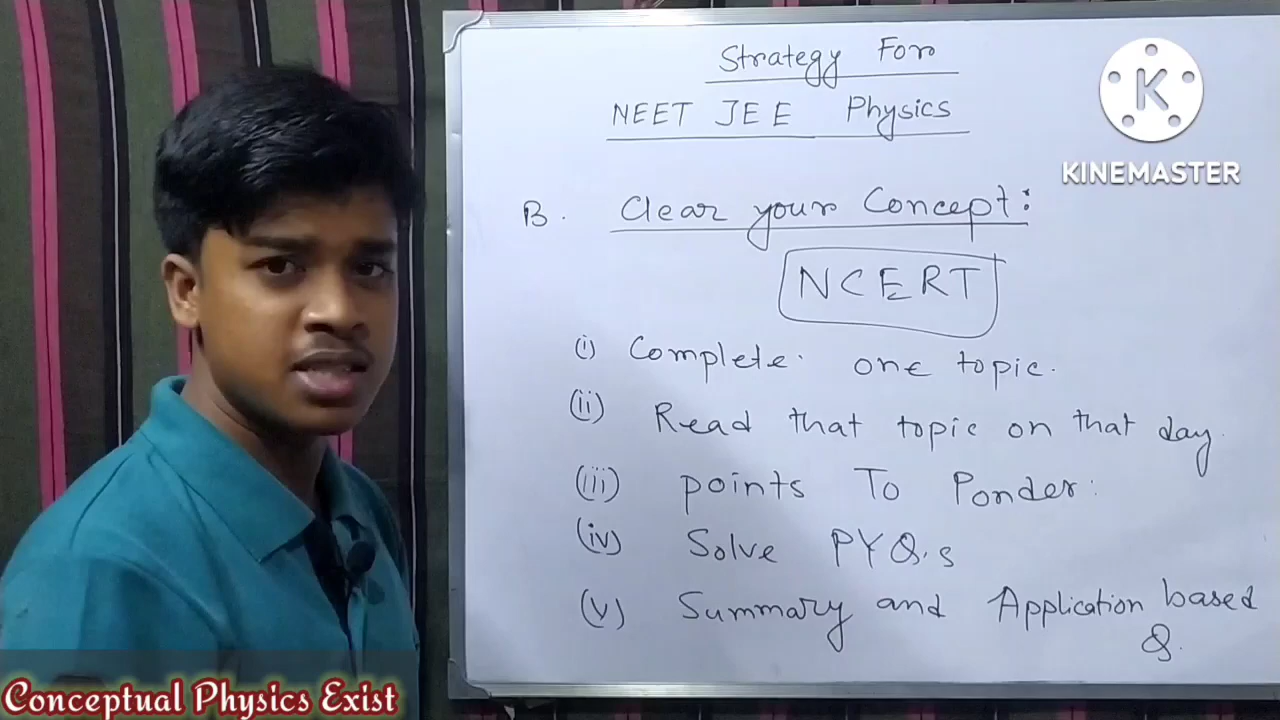 Strategy For
NEET JEE Physics
K
KINEMASTER
B. Clear your Concept:
NCERT
(i) Complete one topic.
(ii) Read that topic on that day.
(iii) points To Ponder:
(iv) Solve PYQ.s
(v) Summary and Application based
Q.
Conceptual Physics Exist